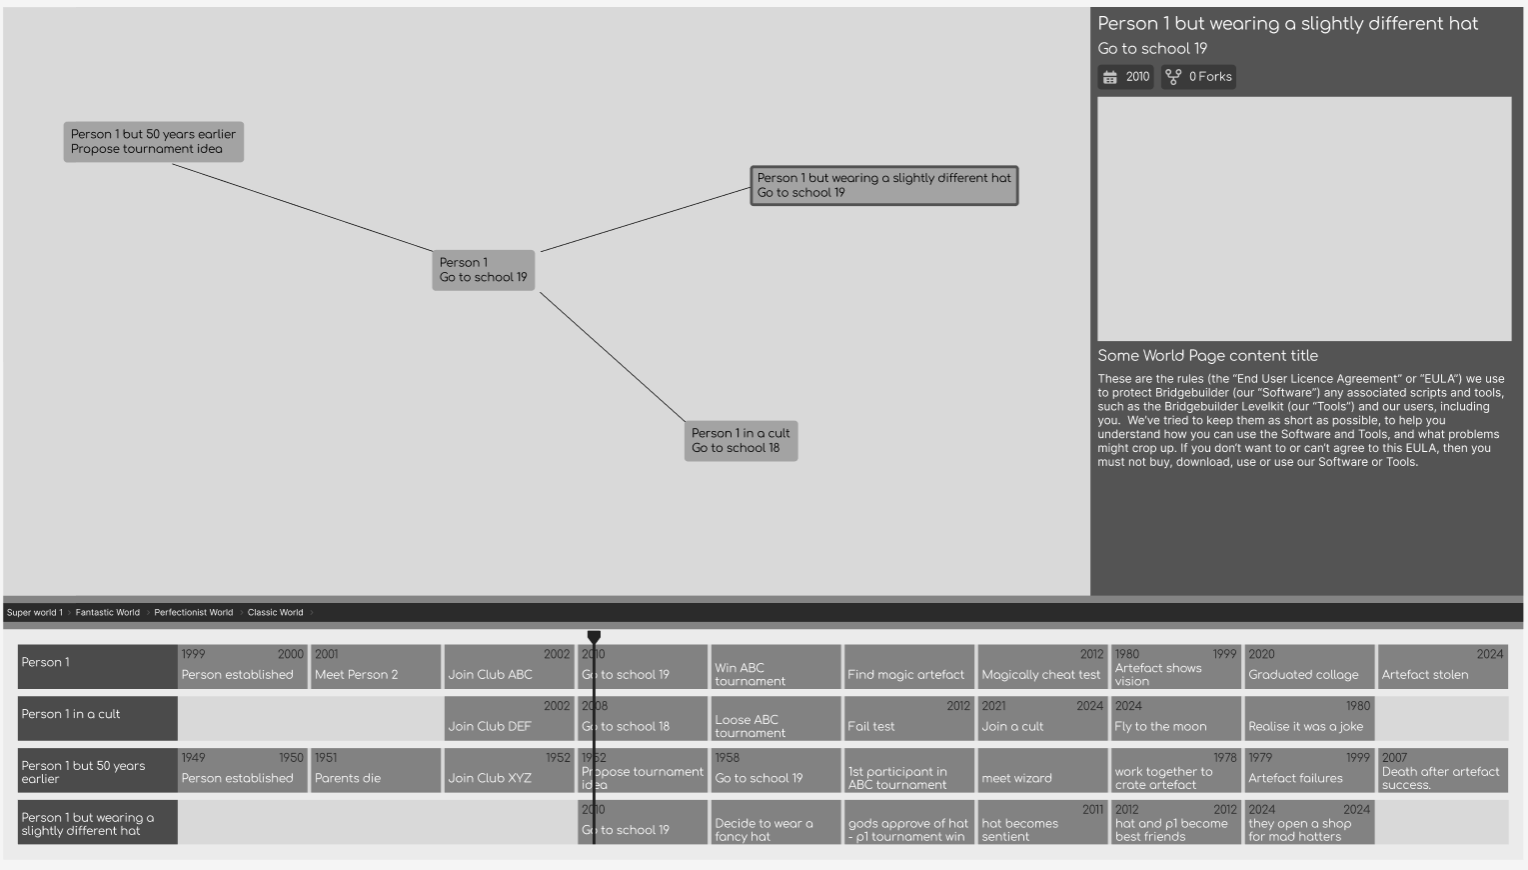 Person 1 but wearing a slightly different hat
Go to school 19
2010
0 Forks
Person 1 but 50 years earlier
Propose tournament idea
Person 1 but wearing a slightly different hat
Go to school 19
Person 1
Go to school 19
Person 1 in a cult
Go to school 18
Some World Page content title
These are the rules (the “End User Licence Agreement” or “EULA”) we use
to protect Bridgebuilder (our “Software”) any associated scripts and tools,
such as the Bridgebuilder Levelkit (our “Tools”) and our users, including
you. We’ve tried to keep them as short as possible, to help you
understand how you can use the Software and Tools, and what problems
might crop up. If you don’t want to or can’t agree to this EULA, then you
must not buy, download, use or use our Software or Tools.
Super world 1 > Fantastic World > Perfectionist World > Classic World >
Person 1
1999 2000
Person established
2001
Meet Person 2
2002
Join Club ABC
2010
Go to school 19
Win ABC
tournament
Find magic artefact
2012
Magically cheat test
1980 1999
Artefact shows
vision
2020
Graduated collage
2024
Artefact stolen
Person 1 in a cult
2002
Join Club DEF
2008
Go to school 18
Loose ABC
tournament
2012
Fail test
2021 2024
Join a cult
2024
Fly to the moon
1980
Realise it was a joke
Person 1 but 50 years
earlier
1949 1950
Person established
1951
Parents die
1952
Join Club XYZ
1952
Propose tournament
idea
1958
Go to school 19
1st participant in
ABC tournament
meet wizard
1978
work together to
crate artefact
1979 1999
Artefact failures
2007
Death after artefact
success.
Person 1 but wearing a
slightly different hat
2010
Go to school 19
Decide to wear a
fancy hat
gods approve of hat
- p1 tournament win
2011
hat becomes
sentient
2012 2012
hat and p1 become
best friends
2024 2024
they open a shop
for mad hatters